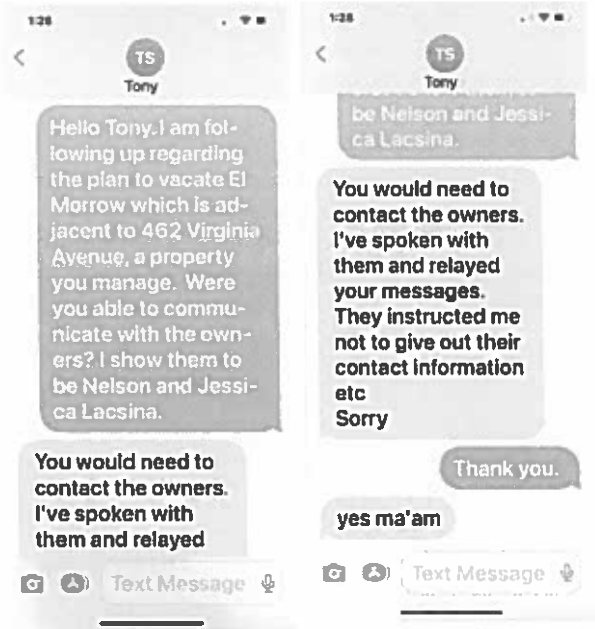 1:28
TS
Tony
Hello Tony.I am fol-
lowing up regarding
the plan to vacate El
Morrow which is ad-
jacent to 462 Virginia
Avenue, a property
you manage. Were
you able to commu-
nicate with the own-
ers? I show them to
be Nelson and Jessi-
ca Lacsina.
You would need to
contact the owners.
I've spoken with
them and relayed
Text Message
1:28
TS
Tony
be Nelson and Jessi-
ca Lacsina.
You would need to
contact the owners.
I've spoken with
them and relayed
your messages.
They instructed me
not to give out their
contact information
etc
Sorry
Thank you.
yes ma'am
Text Message